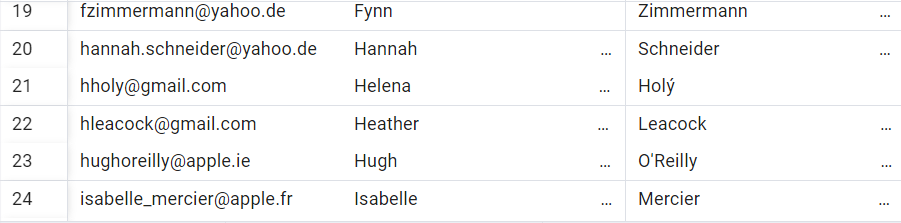 19 fzimmermann@yahoo.de Fynn Zimmermann ...
20 hannah.schneider@yahoo.de Hannah ... Schneider ...
21 hholy@gmail.com Helena ... Holý
22 hleacock@gmail.com Heather ... Leacock ...
23 hughoreilly@apple.ie Hugh ... O'Reilly ...
24 isabelle_mercier@apple.fr Isabelle ... Mercier ...